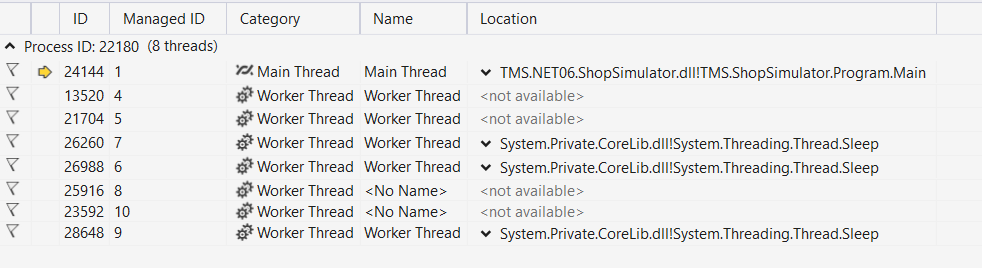 ID Managed ID Category Name Location
Process ID: 22180 (8 threads)
24144 1 Main Thread Main Thread TMS.NET06.ShopSimulator.dll!TMS.ShopSimulator.Program.Main
13520 4 Worker Thread Worker Thread <not available>
21704 5 Worker Thread Worker Thread <not available>
26260 7 Worker Thread Worker Thread System.Private.CoreLib.dll!System.Threading.Thread.Sleep
26988 6 Worker Thread Worker Thread System.Private.CoreLib.dll!System.Threading.Thread.Sleep
25916 8 Worker Thread <No Name> <not available>
23592 10 Worker Thread <No Name> <not available>
28648 9 Worker Thread Worker Thread System.Private.CoreLib.dll!System.Threading.Thread.Sleep